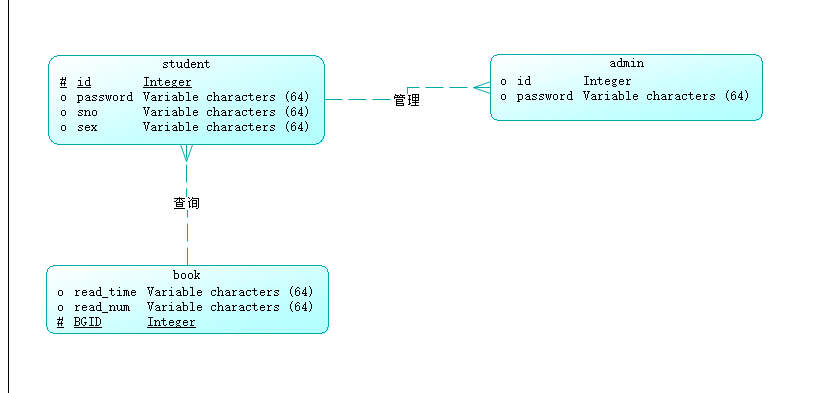 student
# id Integer
o password Variable characters (64)
o sno Variable characters (64)
o sex Variable characters (64)
管理
admin
o id Integer
o password Variable characters (64)
查询
book
o read_time Variable characters (64)
o read_num Variable characters (64)
# BGID Integer